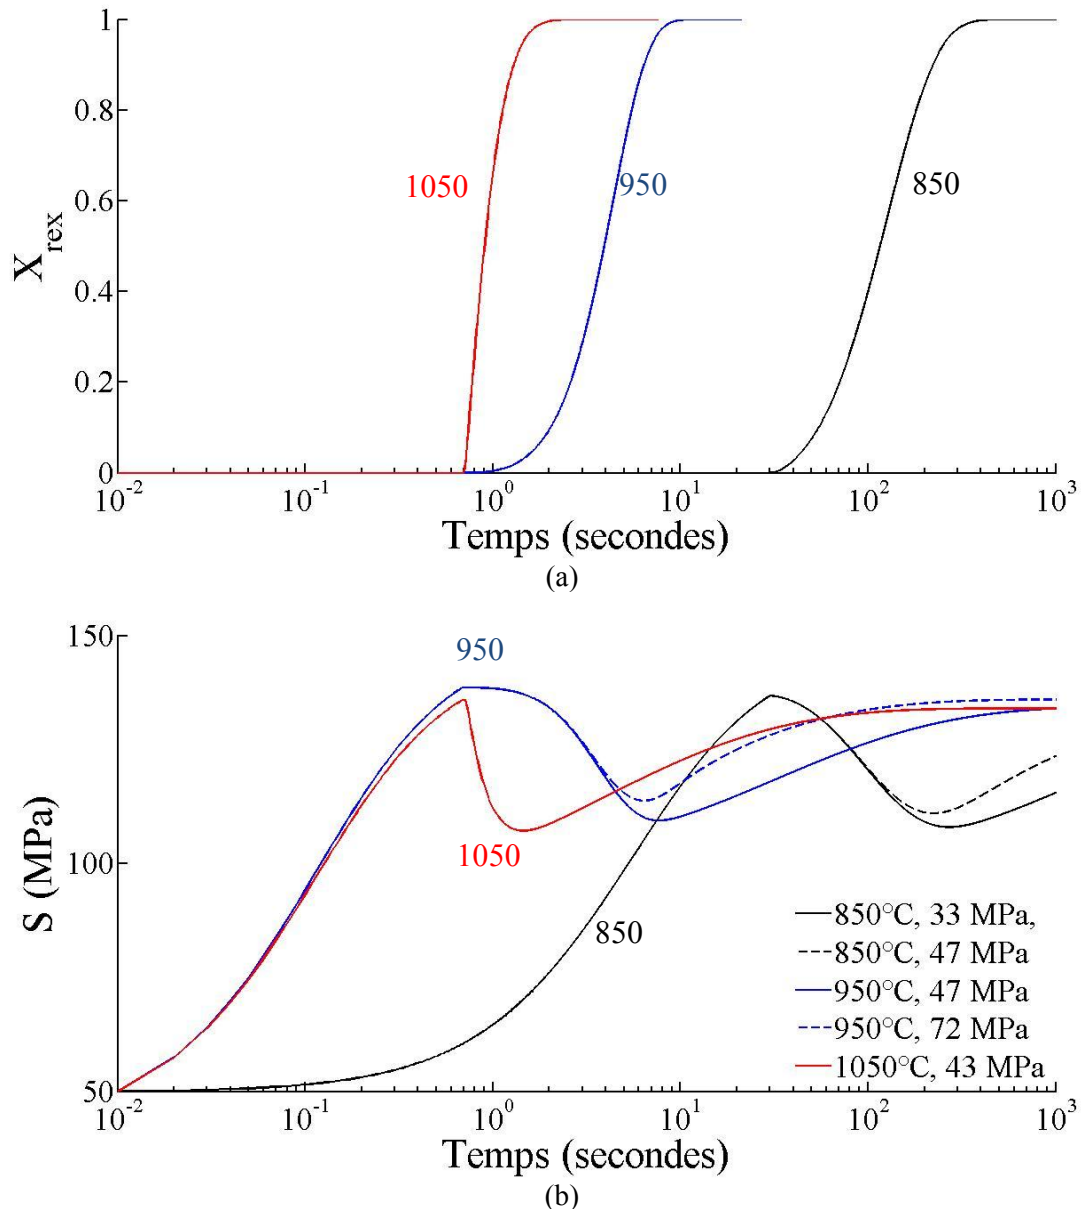 1
0.8
0.6
0.4
0.2
0
X_rex
1050
950
850
10^-2 10^-1 10^0 10^1 10^2 10^3
Temps (secondes)
(a)
150
100
50
S (MPa)
950
1050
850
850°C, 33 MPa,
850°C, 47 MPa
950°C, 47 MPa
950°C, 72 MPa
1050°C, 43 MPa
10^-2 10^-1 10^0 10^1 10^2 10^3
Temps (secondes)
(b)